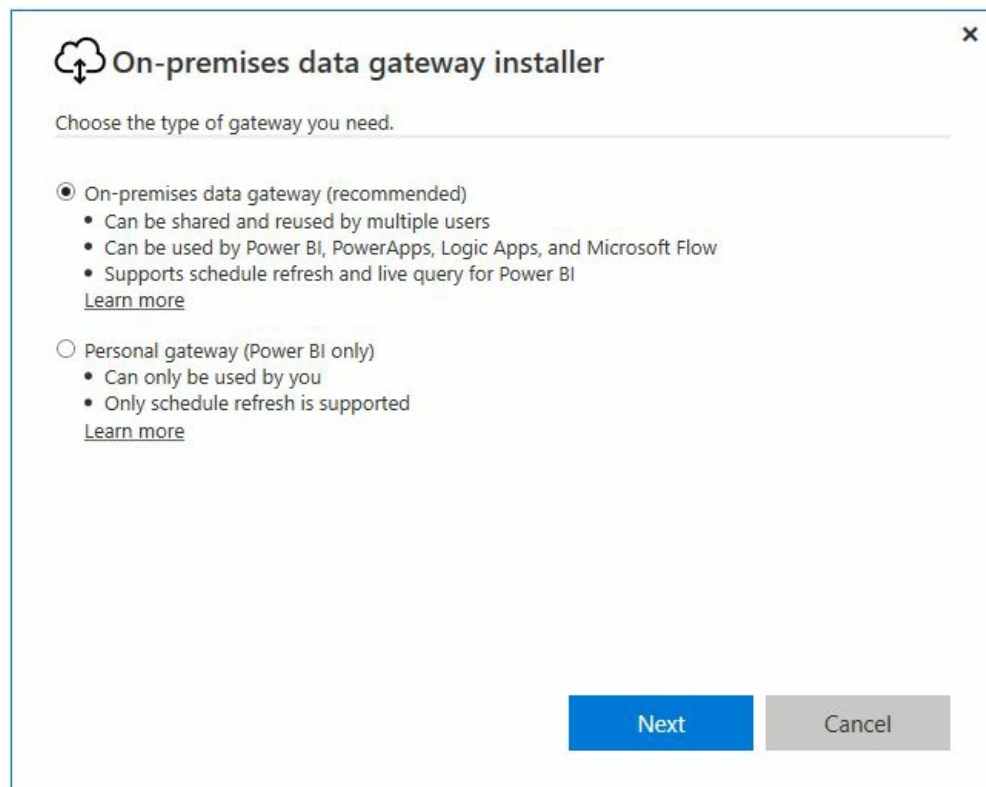 On-premises data gateway installer
Choose the type of gateway you need.
On-premises data gateway (recommended)
• Can be shared and reused by multiple users
• Can be used by Power BI, PowerApps, Logic Apps, and Microsoft Flow
• Supports schedule refresh and live query for Power BI
Learn more
Personal gateway (Power BI only)
• Can only be used by you
• Only schedule refresh is supported
Learn more
Next Cancel